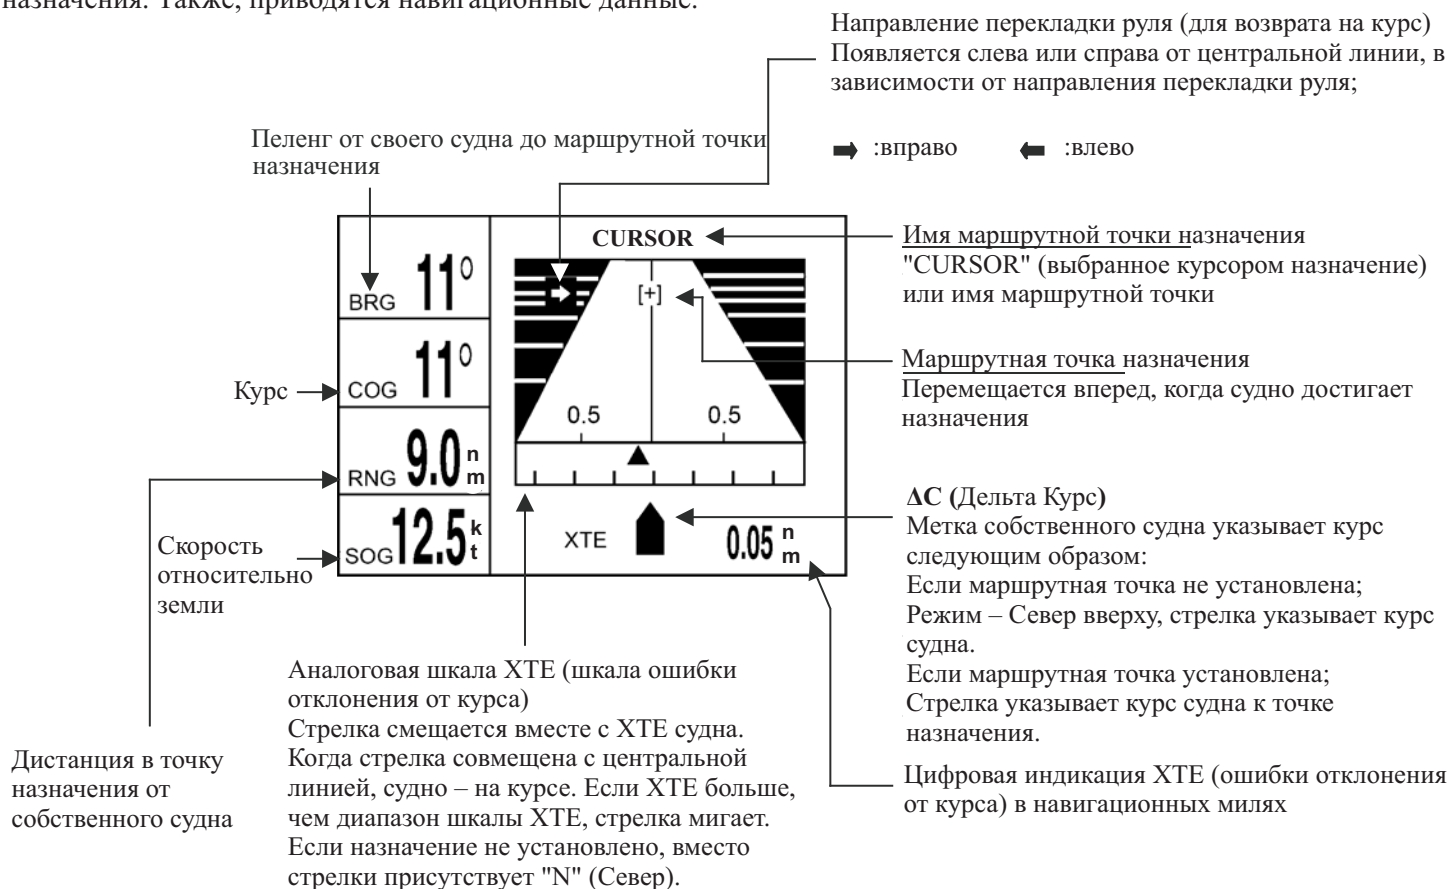 назначения. Также, приводятся навигационные данные.
Направление перекладки руля (для возврата на курс)
Появляется слева или справа от центральной линии, в
зависимости от направления перекладки руля;
:вправо :влево
Пеленг от своего судна до маршрутной точки
назначения
BRG 11°
COG 11°
RNG 9.0 n m
SOG 12.5 k t
CURSOR
[+]
0.5 0.5
XTE 0.05 n m
Курс
Скорость
относительно
земли
Дистанция в точку
назначения от
собственного судна
Аналоговая шкала XTE (шкала ошибки
отклонения от курса)
Стрелка смещается вместе с XTE судна.
Когда стрелка совмещена с центральной
линией, судно – на курсе. Если XTE больше,
чем диапазон шкалы XTE, стрелка мигает.
Если назначение не установлено, вместо
стрелки присутствует "N" (Север).
Имя маршрутной точки назначения
"CURSOR" (выбранное курсором назначение)
или имя маршрутной точки
Маршрутная точка назначения
Перемещается вперед, когда судно достигает
назначения
ΔС (Дельта Курс)
Метка собственного судна указывает курс
следующим образом:
Если маршрутная точка не установлена;
Режим – Север вверху, стрелка указывает курс
судна.
Если маршрутная точка установлена;
Стрелка указывает курс судна к точке
назначения.
Цифровая индикация XTE (ошибки отклонения
от курса) в навигационных милях